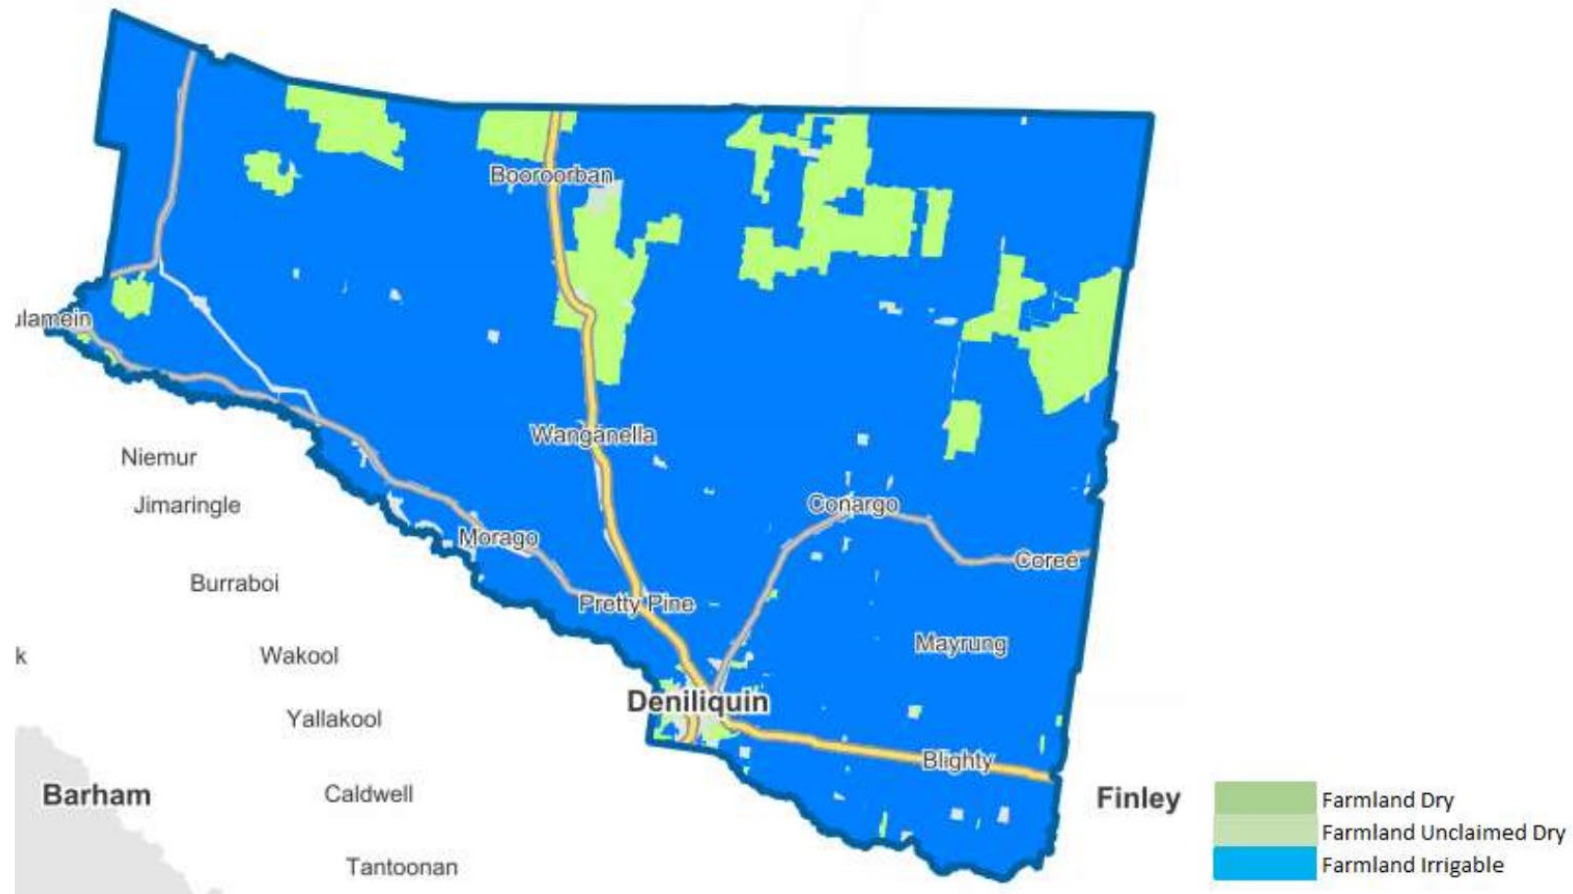 Booroorban
ulamein
Wanganella
Niemur
Jimaringle
Conargo
Morago
Coree
Burraboi
Pretty Pine
Mayrung
k
Wakool
Deniliquin
Yallakool
Blighty
Barham
Caldwell
Finley
Farmland Dry
Farmland Unclaimed Dry
Farmland Irrigable
Tantoonan